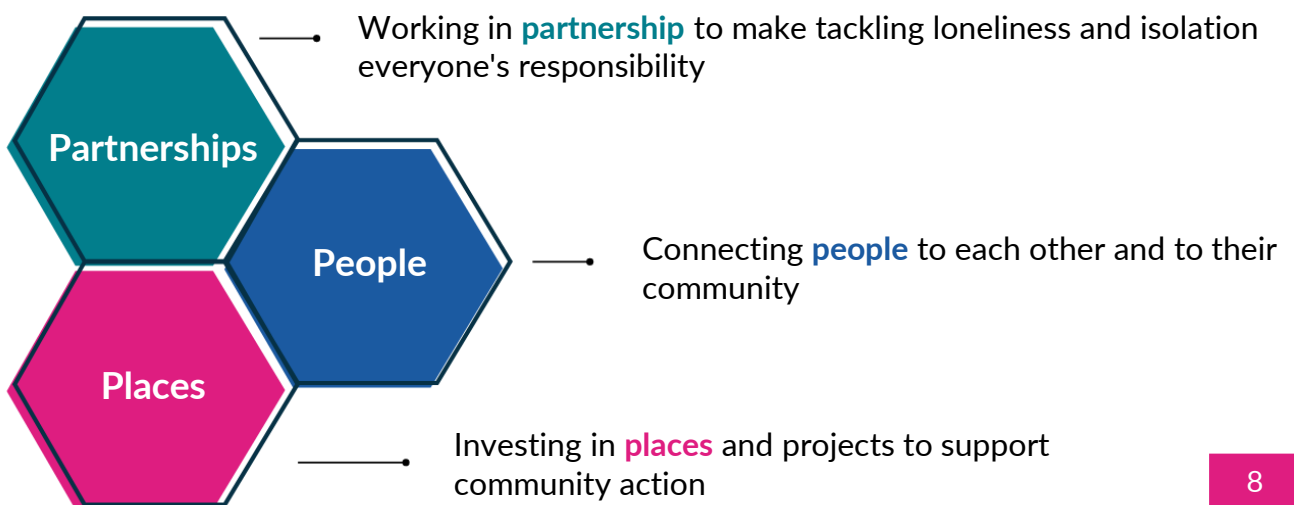 Partnerships
Working in partnership to make tackling loneliness and isolation
everyone's responsibility
People
Connecting people to each other and to their
community
Places
Investing in places and projects to support
community action
8